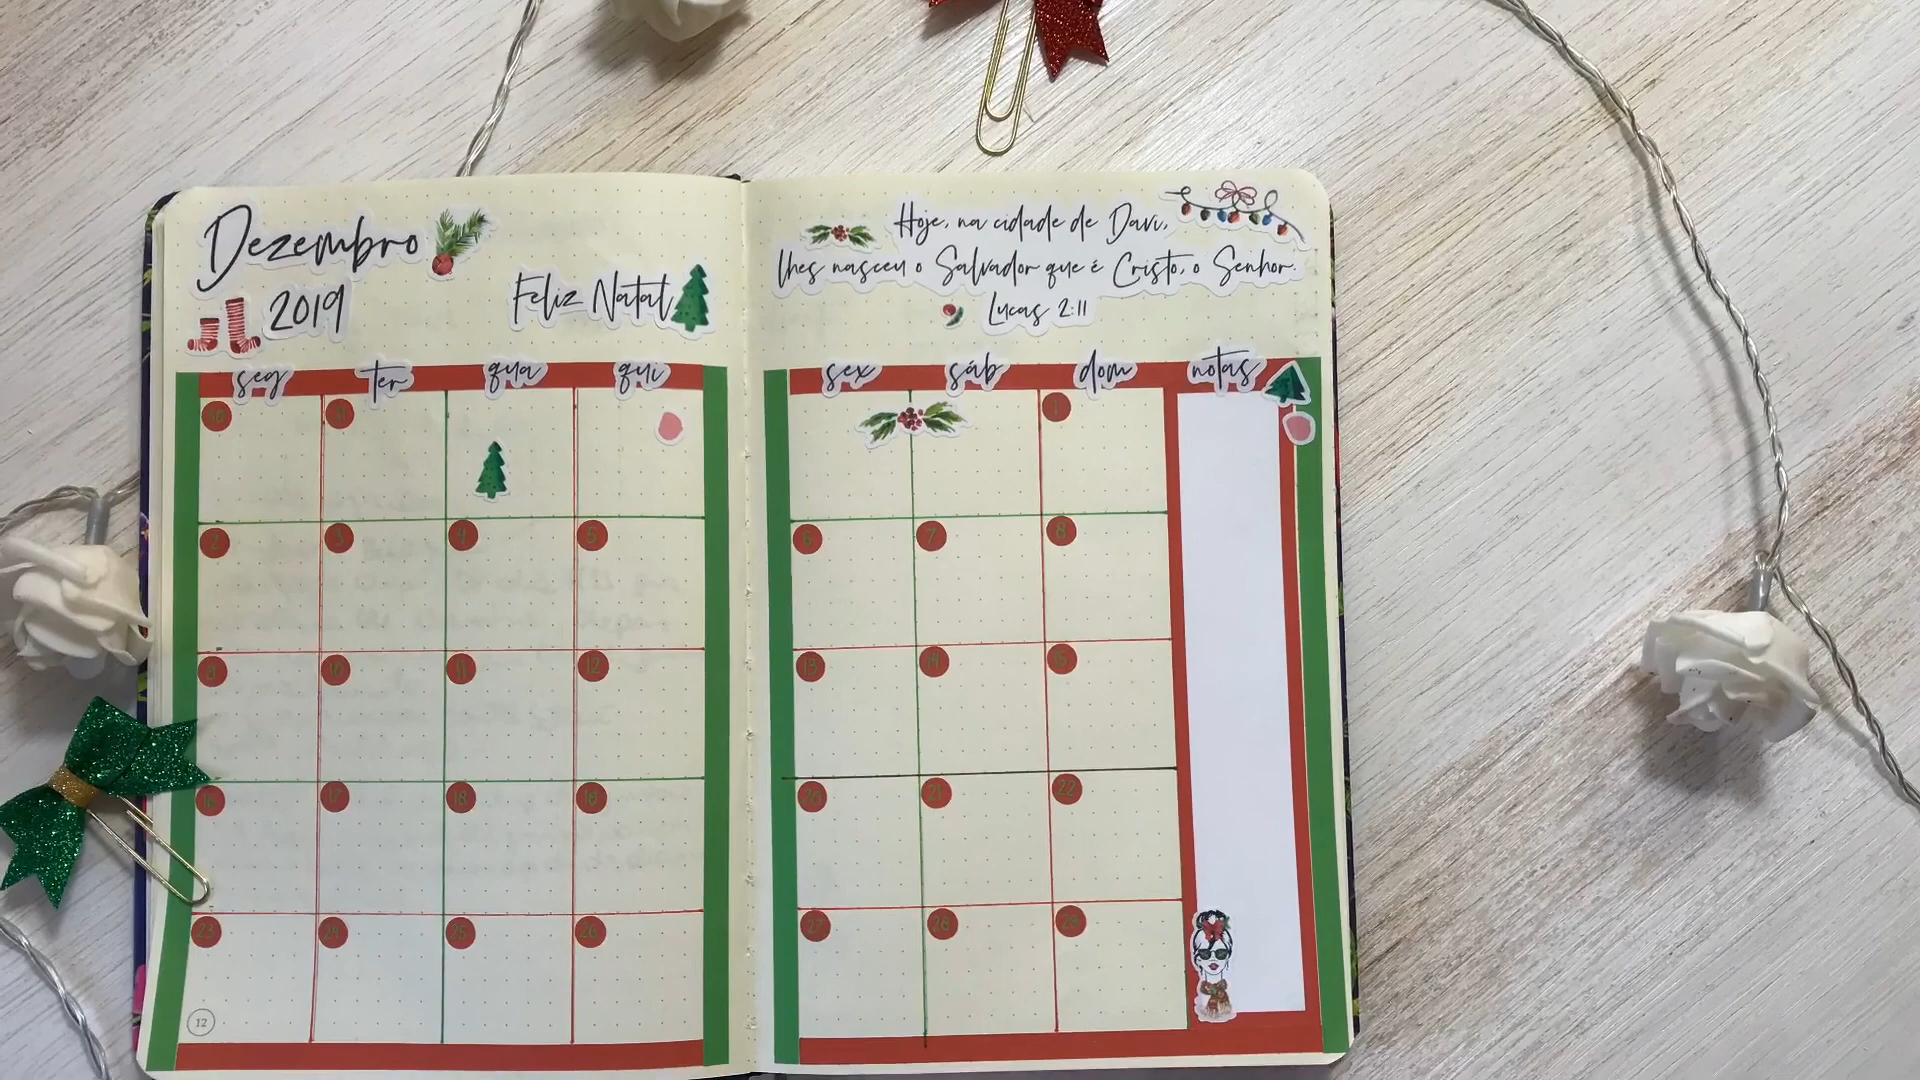 Dezembro
2019
Feliz Natal
Hoje, na cidade de Davi,
lhes nasceu o Salvador que é Cristo, o Senhor.
Lucas 2:11
seg ter qua qui sex sáb dom notas
30 31 1
2 3 4 5 6 7 8
9 10 11 12 13 14 15
16 17 18 19 20 21 22
23 24 25 26 27 28 29
12